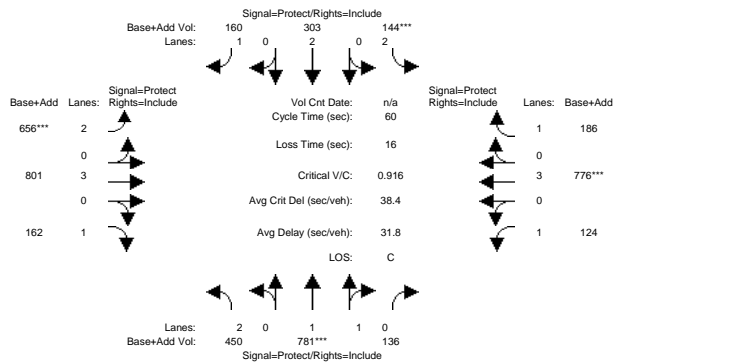 Signal=Protect/Rights=Include
Base+Add Vol: 160 303 144***
Lanes: 1 0 2 0 2
Signal=Protect
Base+Add Lanes: Rights=Include
Vol Cnt Date: n/a
Signal=Protect
Rights=Include Lanes: Base+Add
Cycle Time (sec): 60
656*** 2
1 186
Loss Time (sec): 16
0
0
801 3
Critical V/C: 0.916
3 776***
0
Avg Crit Del (sec/veh): 38.4
0
162 1
Avg Delay (sec/veh): 31.8
1 124
LOS: C
Lanes: 2 0 1 1 0
Base+Add Vol: 450 781*** 136
Signal=Protect/Rights=Include